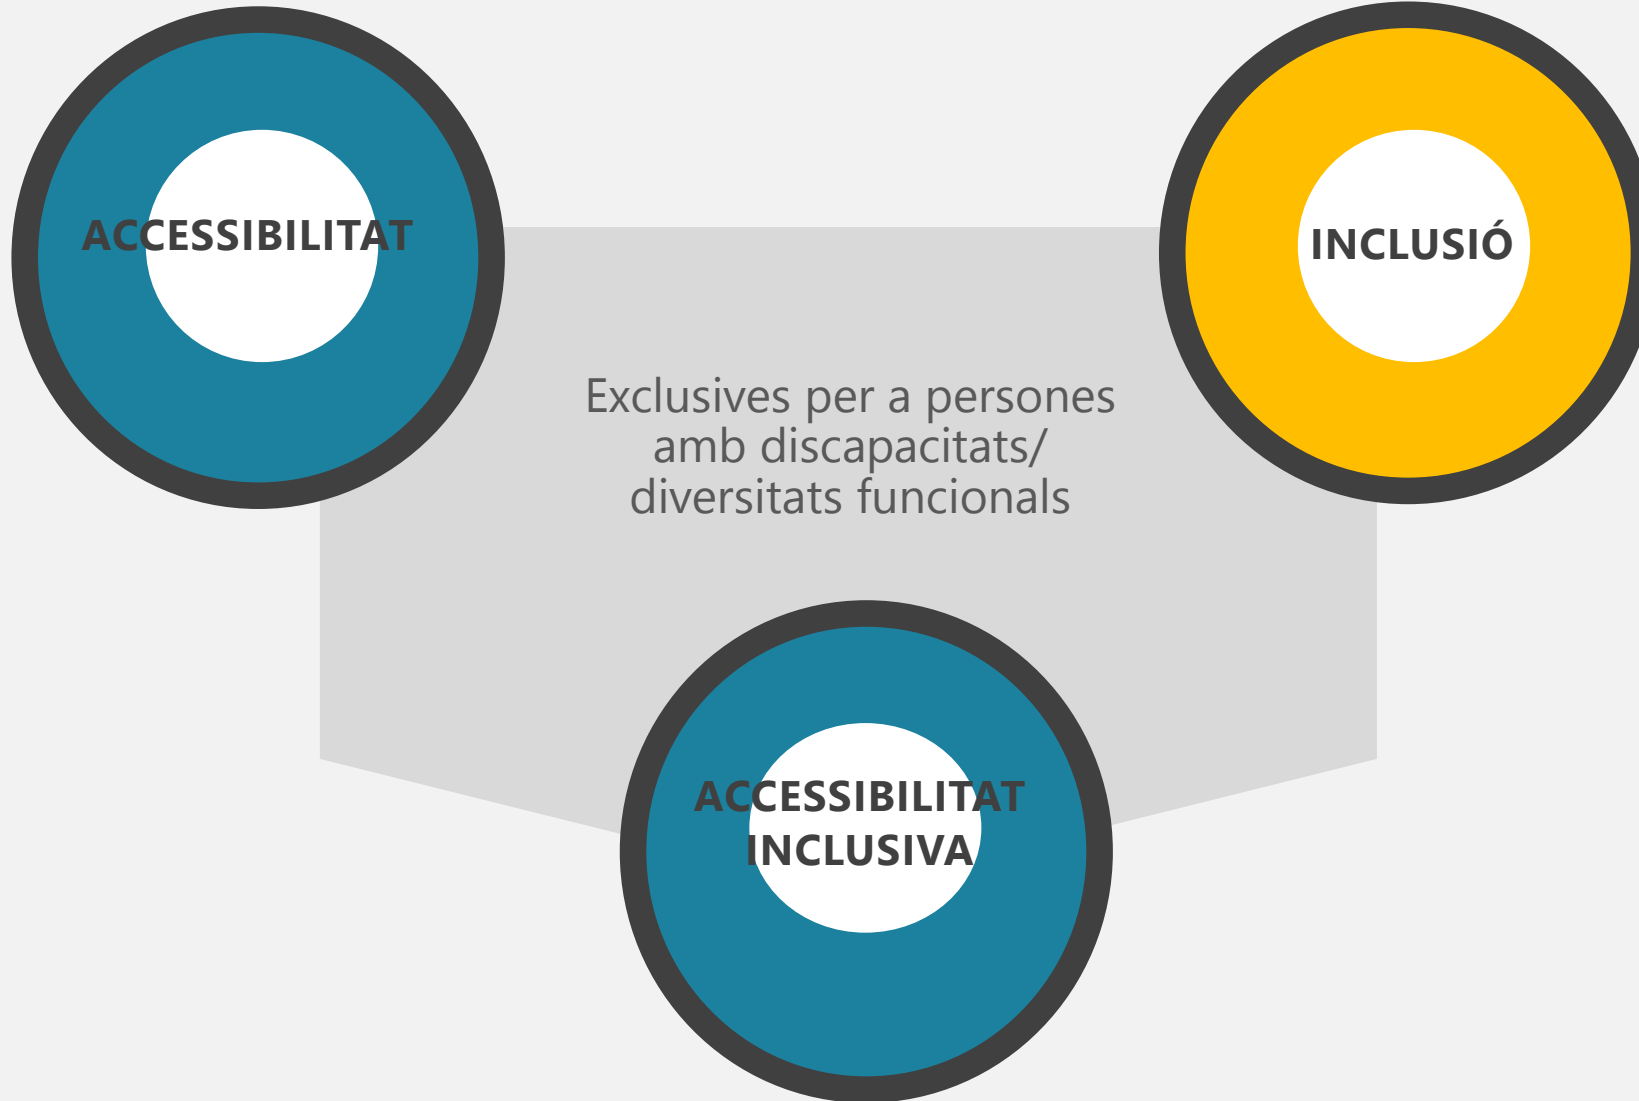 ACCESSIBILITAT
INCLUSIÓ
Exclusives per a persones
amb discapacitats/
diversitats funcionals
ACCESSIBILITAT
INCLUSIVA